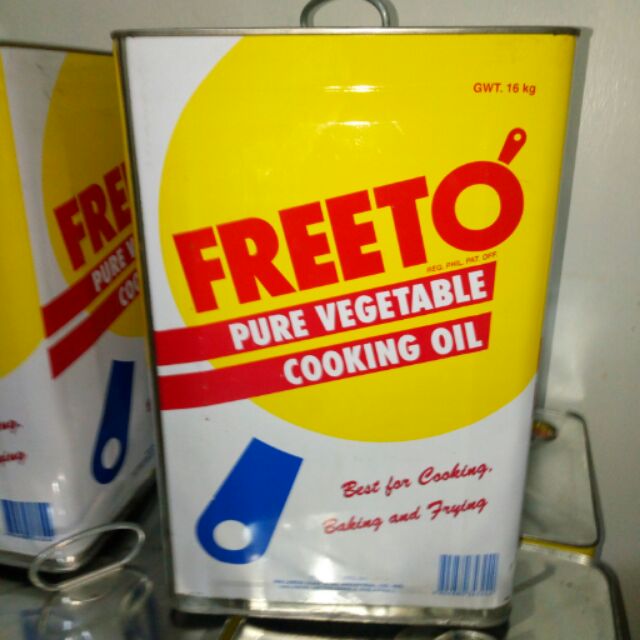 GWT. 16 kg
FREETO
REG. PHIL. PAT. OFF.
PURE VEGETABLE
COOKING OIL
Best for Cooking,
Baking and Frying
FRE
PURE V
CO